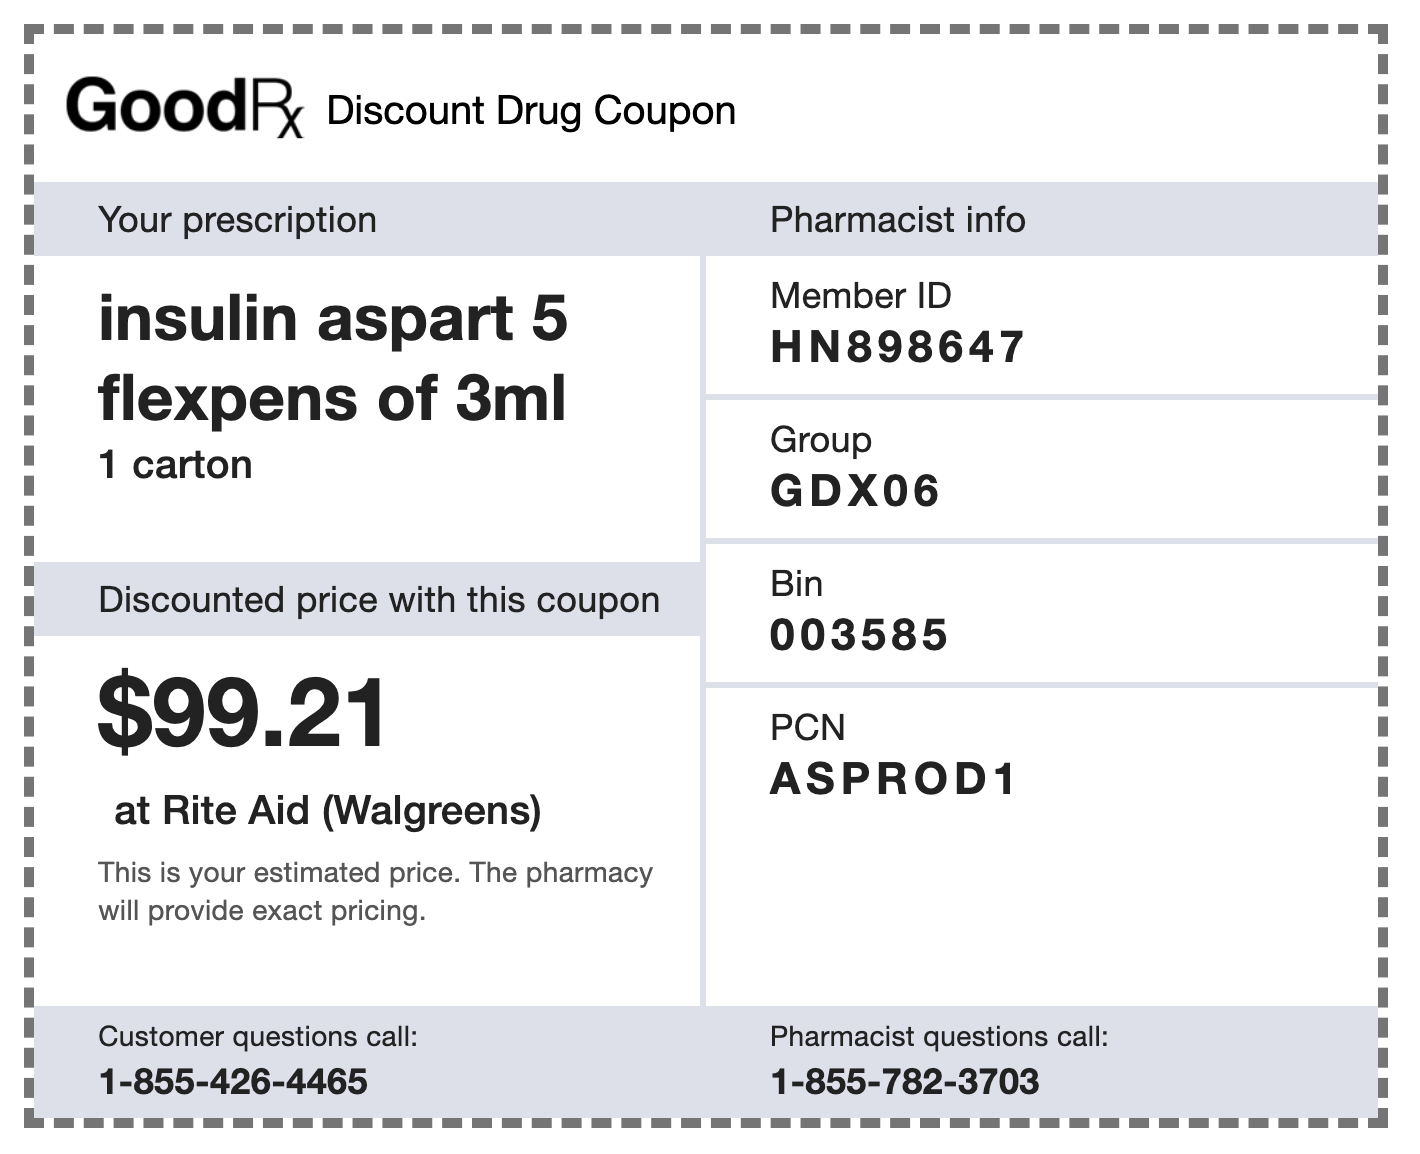 GoodRx Discount Drug Coupon
Your prescription
insulin aspart 5
flexpens of 3ml
1 carton
Discounted price with this coupon
$99.21
at Rite Aid (Walgreens)
This is your estimated price. The pharmacy
will provide exact pricing.
Pharmacist info
Member ID
HN898647
Group
GDX06
Bin
003585
PCN
ASPROD1
Customer questions call:
1-855-426-4465
Pharmacist questions call:
1-855-782-3703